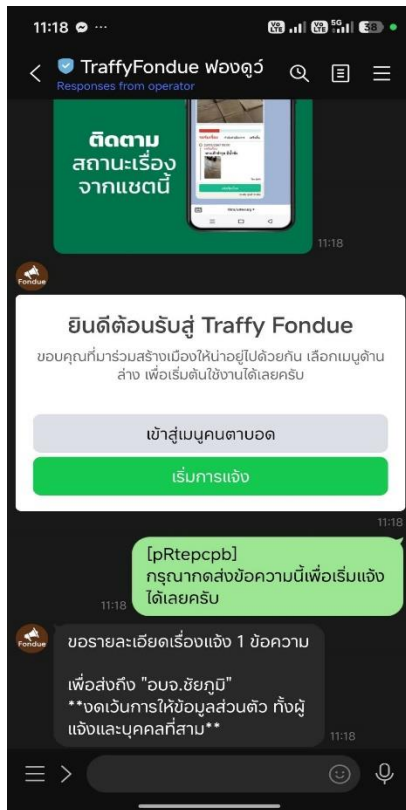 11:18
TraffyFondue ฟองดูว์
Responses from operator
ติดตาม
สถานะเรื่อง
จากแชตนี้
11:18
Fondue
ยินดีต้อนรับสู่ Traffy Fondue
ขอบคุณที่มาร่วมสร้างเมืองให้น่าอยู่ไปด้วยกัน เลือกเมนูด้าน
ล่าง เพื่อเริ่มต้นใช้งานได้เลยครับ
เข้าสู่เมนูคนตาบอด
เริ่มการแจ้ง
11:18
[pRtepcpb]
กรุณากดส่งข้อความนี้เพื่อเริ่มแจ้ง
ได้เลยครับ
11:18
Fondue
ขอรายละเอียดเรื่องแจ้ง 1 ข้อความ
เพื่อส่งถึง "อบจ.ชัยภูมิ"
**งดเว้นการให้ข้อมูลส่วนตัว ทั้งผู้
แจ้งและบุคคลที่สาม**
11:18